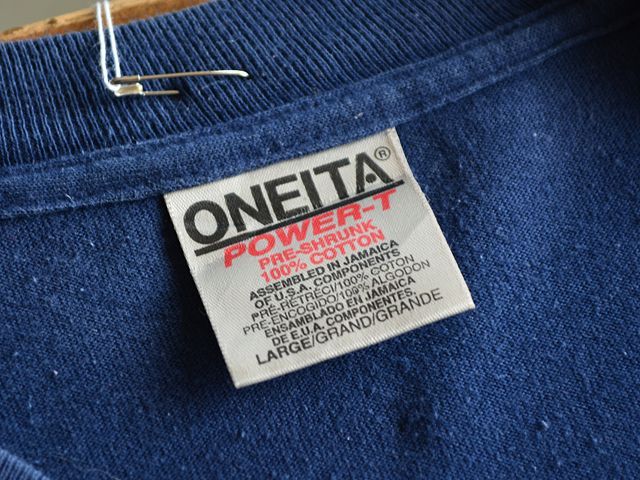 ONEITA®
POWER-T
PRE-SHRUNK
100% COTTON
ASSEMBLED IN JAMAICA
OF U.S.A. COMPONENTS
PRE-RÉTRÉCI/100% COTON
PRE-ENCOGIDO/100% ALGODON
ENSAMBLADO EN JAMAICA
DE E.U.A. COMPONENTES.
LARGE/GRAND/GRANDE